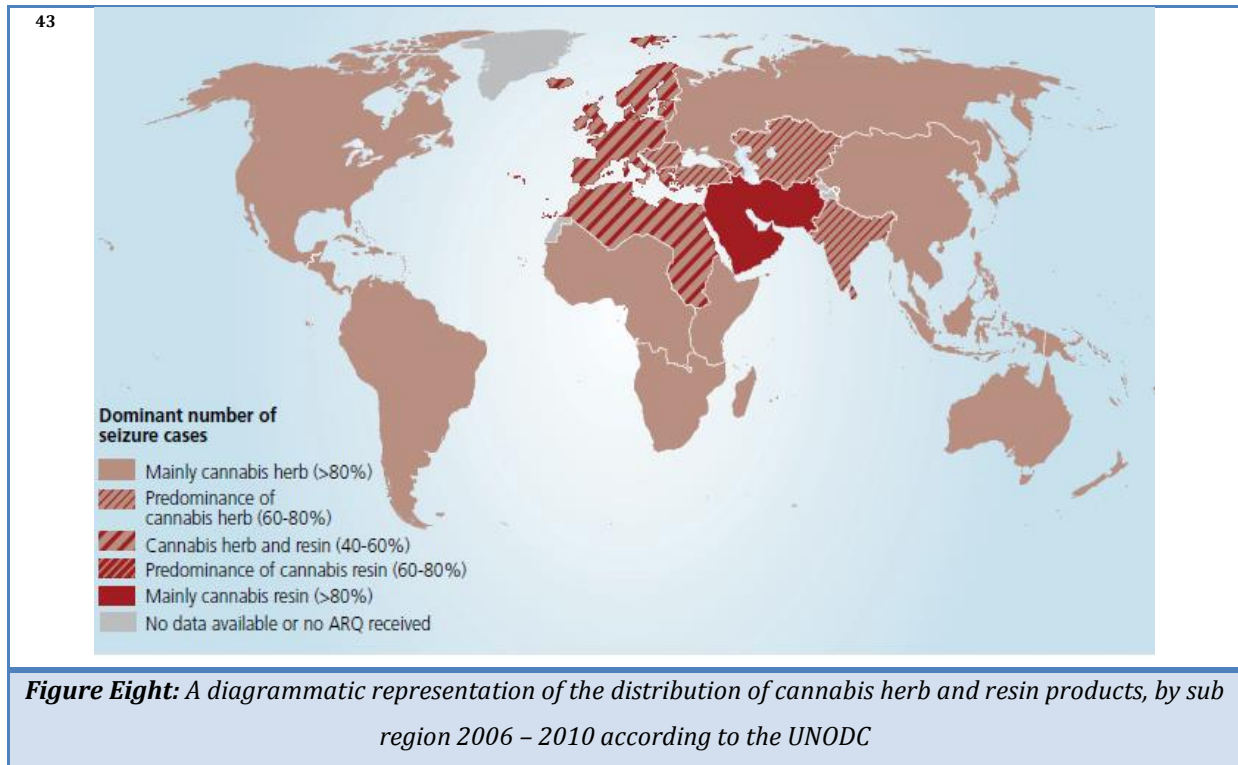 43
Dominant number of
seizure cases
Mainly cannabis herb (>80%)
Predominance of
cannabis herb (60-80%)
Cannabis herb and resin (40-60%)
Predominance of cannabis resin (60-80%)
Mainly cannabis resin (>80%)
No data available or no ARQ received
Figure Eight: A diagrammatic representation of the distribution of cannabis herb and resin products, by sub
region 2006 – 2010 according to the UNODC